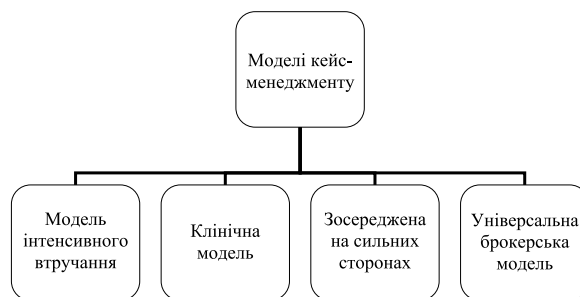 Моделі кейс-
менеджменту
Модель
інтенсивного
втручання
Клінічна
модель
Зосереджена
на сильних
сторонах
Універсальна
брокерська
модель